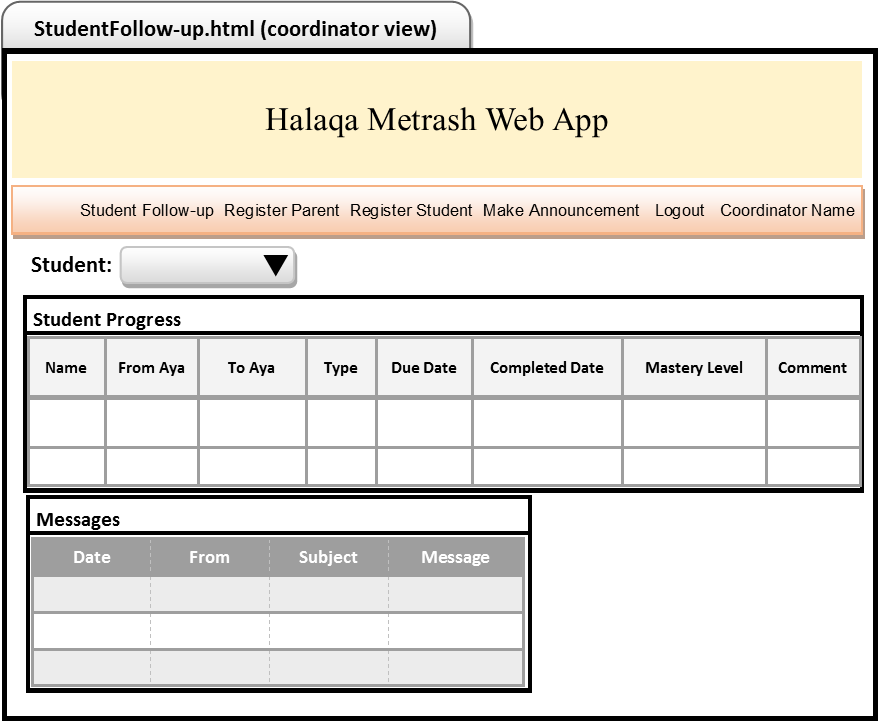 StudentFollow-up.html (coordinator view)
Halaqa Metrash Web App
Student Follow-up Register Parent Register Student Make Announcement Logout Coordinator Name
Student:
Student Progress
Name From Aya To Aya Type Due Date Completed Date Mastery Level Comment
Messages
Date From Subject Message